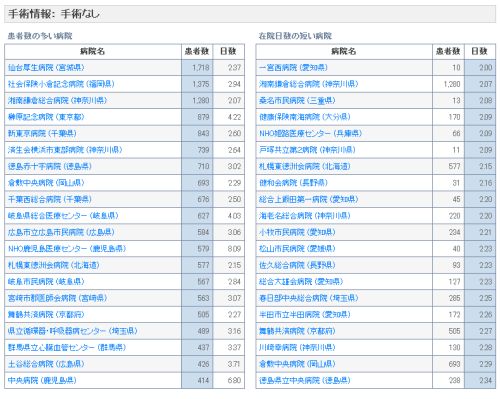 手術情報: 手術なし
患者数の多い病院
病院名 患者数 日数
仙台厚生病院 (宮城県) 1,718 2.37
社会保険小倉記念病院 (福岡県) 1,375 2.94
湘南鎌倉総合病院 (神奈川県) 1,280 2.07
榊原記念病院 (東京都) 879 4.22
新東京病院 (千葉県) 843 2.60
済生会横浜市東部病院 (神奈川県) 739 2.64
徳島赤十字病院 (徳島県) 710 3.02
倉敷中央病院 (岡山県) 693 2.29
千葉西総合病院 (千葉県) 676 2.50
岐阜県総合医療センター (岐阜県) 627 4.03
広島市立広島市民病院 (広島県) 584 3.06
NHO鹿児島医療センター (鹿児島県) 579 8.09
札幌東徳洲会病院 (北海道) 577 2.15
岐阜市民病院 (岐阜県) 567 2.84
宮崎市郡医師会病院 (宮崎県) 563 3.07
舞鶴共済病院 (京都府) 505 2.27
県立循環器・呼吸器病センター (埼玉県) 489 3.16
群馬県立心臓血管センター (群馬県) 437 3.37
土谷総合病院 (広島県) 426 3.71
中央病院 (鹿児島県) 414 6.80
在院日数の短い病院
病院名 患者数 日数
一宮西病院 (愛知県) 10 2.00
湘南鎌倉総合病院 (神奈川県) 1,280 2.07
桑名市民病院 (三重県) 13 2.08
健康保険南海病院 (大分県) 170 2.09
NHO姫路医療センター (兵庫県) 66 2.09
戸塚共立第2病院 (神奈川県) 11 2.09
札幌東徳洲会病院 (北海道) 577 2.15
健和会病院 (長野県) 31 2.16
総合上飯田第一病院 (愛知県) 45 2.20
海老名総合病院 (神奈川県) 220 2.20
小牧市民病院 (愛知県) 234 2.21
松山市民病院 (愛媛県) 40 2.23
佐久総合病院 (長野県) 93 2.23
総合大雄会病院 (愛知県) 127 2.23
春日部中央総合病院 (埼玉県) 285 2.25
半田市立半田病院 (愛知県) 172 2.26
舞鶴共済病院 (京都府) 505 2.27
川崎幸病院 (神奈川県) 130 2.28
倉敷中央病院 (岡山県) 693 2.29
徳島県立中央病院 (徳島県) 238 2.34